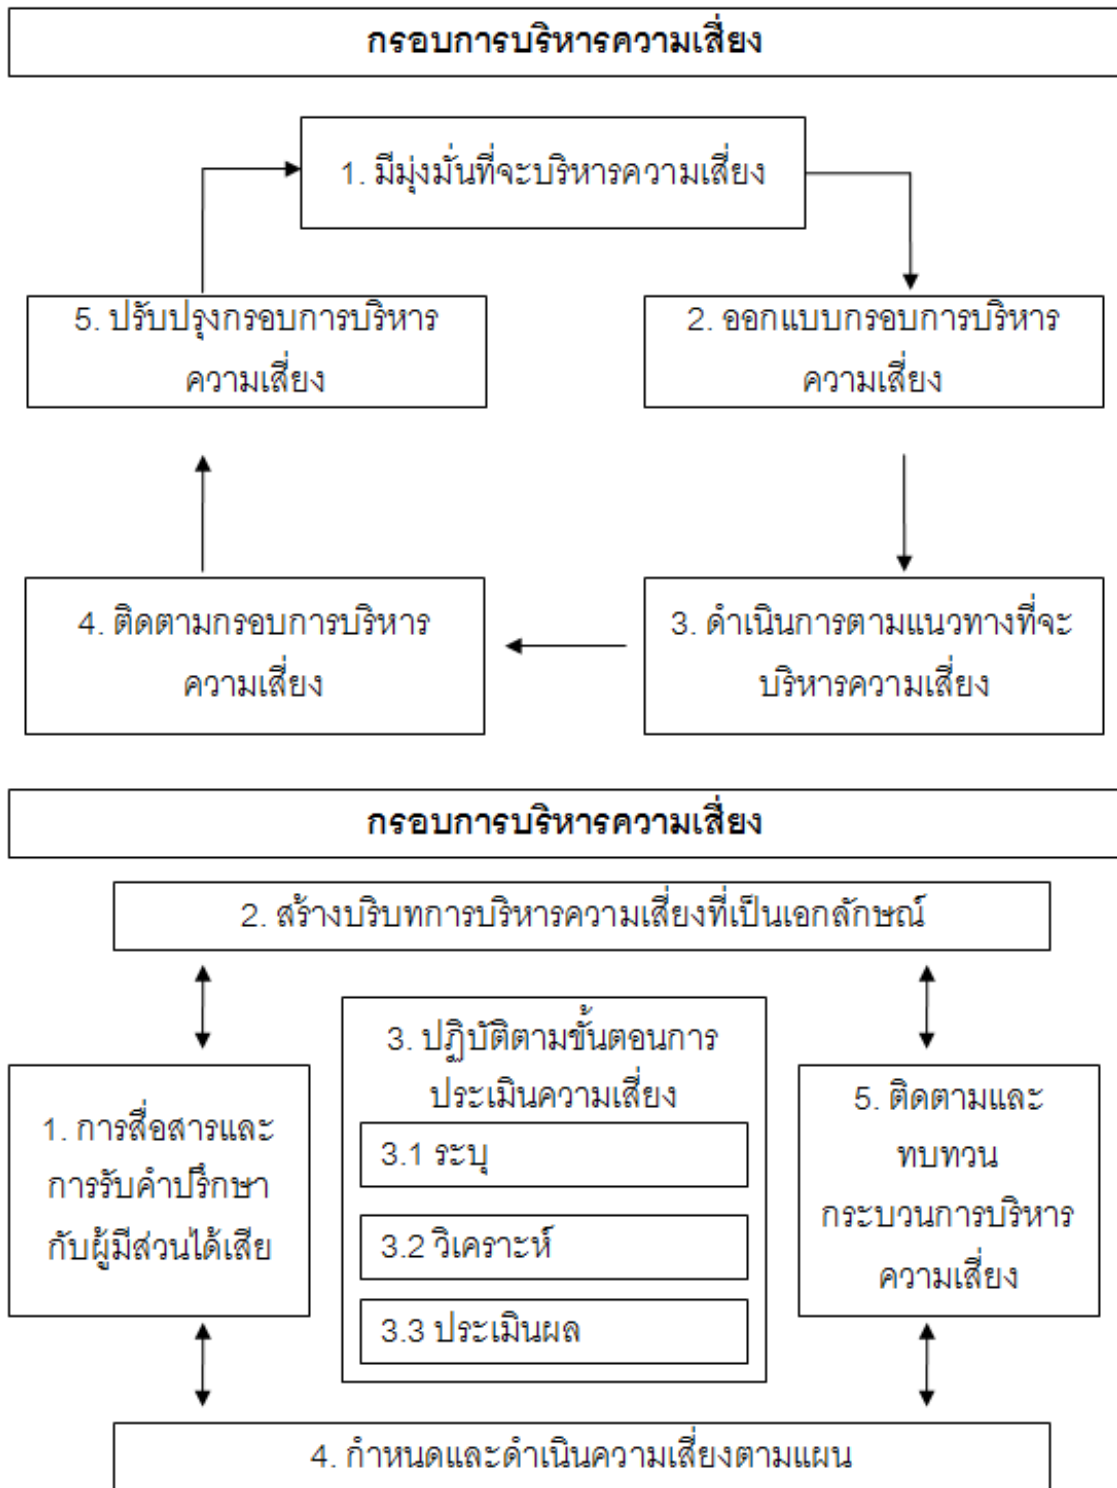 กรอบการบริหารความเสี่ยง
1. มีมุ่งมั่นที่จะบริหารความเสี่ยง
5. ปรับปรุงกรอบการบริหาร
ความเสี่ยง
2. ออกแบบกรอบการบริหาร
ความเสี่ยง
4. ติดตามกรอบการบริหาร
ความเสี่ยง
3. ดำเนินการตามแนวทางที่จะ
บริหารความเสี่ยง
กรอบการบริหารความเสี่ยง
2. สร้างบริบทการบริหารความเสี่ยงที่เป็นเอกลักษณ์
1. การสื่อสารและ
การรับคำปรึกษา
กับผู้มีส่วนได้เสีย
3. ปฏิบัติตามขั้นตอนการ
ประเมินความเสี่ยง
3.1 ระบุ
3.2 วิเคราะห์
3.3 ประเมินผล
5. ติดตามและ
ทบทวน
กระบวนการบริหาร
ความเสี่ยง
4. กำหนดและดำเนินความเสี่ยงตามแผน